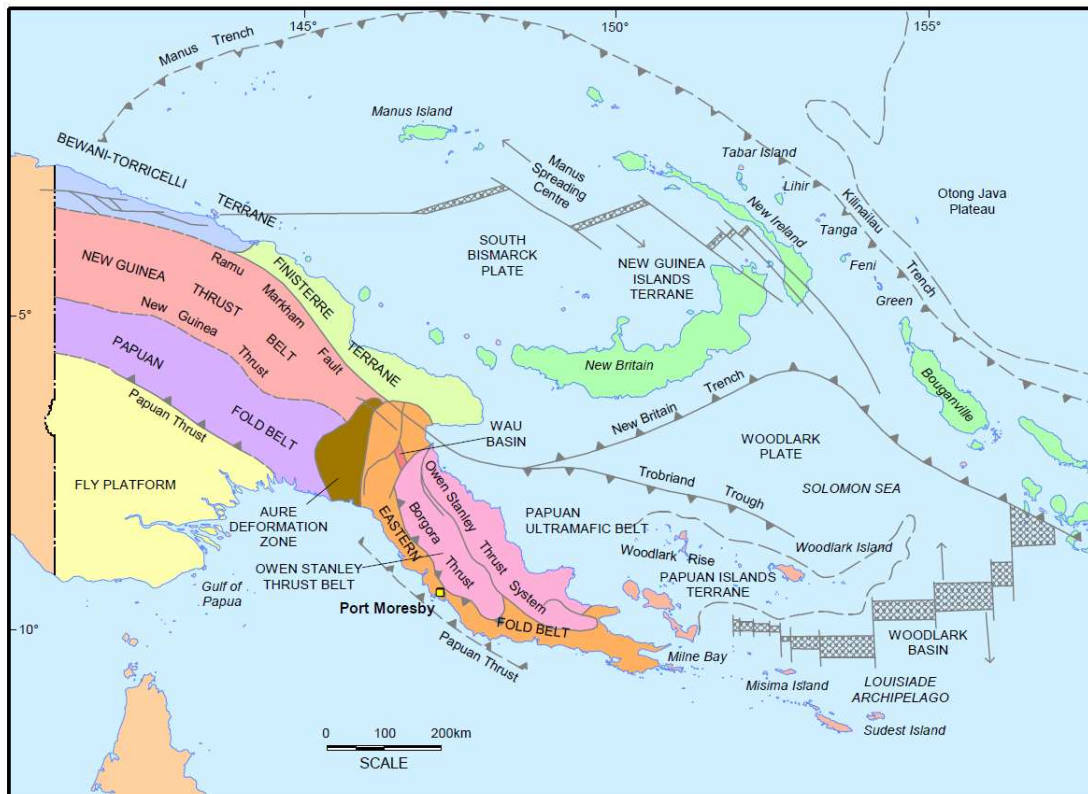 145°
150°
155°
Manus Trench
Manus Island
BEWANI-TORRICELLI
TERRANE
Manus
Spreading
Centre
Tabar Island
Lihir
New Ireland
Kilnailau
Trench
Otong Java
Plateau
Tanga
Feni
Green
SOUTH
BISMARCK
PLATE
NEW GUINEA
ISLANDS
TERRANE
NEW GUINEA
THRUST
BELT
Ramu
Markham
Fault
FINISTERRE
TERRANE
-5°
New Guinea
Thrust
PAPUAN
FOLD BELT
Papuan Thrust
New Britain
New Britain
Trench
Bouganville
FLY PLATFORM
WAU
BASIN
WOODLARK
PLATE
SOLOMON SEA
Trobriand
Trough
AURE
DEFORMATION
ZONE
EASTERN
FOLD BELT
Owen Stanley
Thrust System
Borgora
Thrust
PAPUAN
ULTRAMAFIC BELT
OWEN STANLEY
THRUST BELT
Woodlark Rise
Woodlark Island
PAPUAN ISLANDS
TERRANE
Gulf of
Papua
Port Moresby
-10°
Papuan Thrust
Milne Bay
WOODLARK
BASIN
Misima Island
LOUISIADE
ARCHIPELAGO
Sudest Island
0 100 200km
SCALE